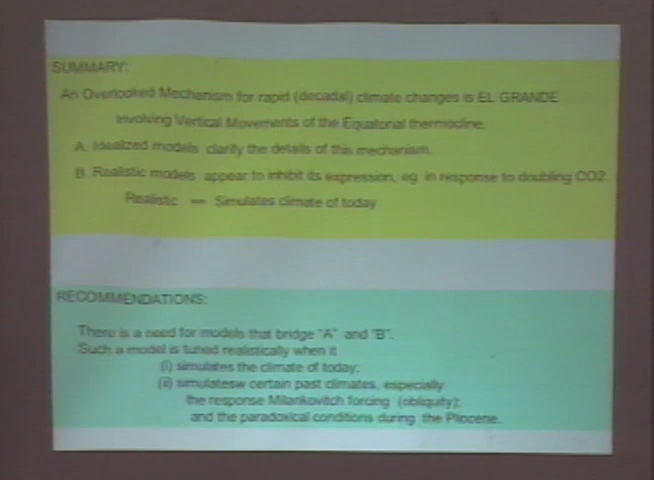 SUMMARY:
An Overlooked Mechanism for rapid (decadal) climate changes is EL GRANDE
Involving Vertical Movements of the Equatorial thermocline.
A. Idealized models clarify the details of this mechanism.
B. Realistic models appear to inhibit its expression, eg in response to doubling CO2.
Realistic == Simulates climate of today
RECOMMENDATIONS:
There is a need for models that bridge "A" and "B".
Such a model is tuned realistically when it
(i) simulates the climate of today;
(ii) simulatesw certain past climates, especially
the response Milankovitch forcing (obliquity);
and the paradoxical conditions during the Pliocene.